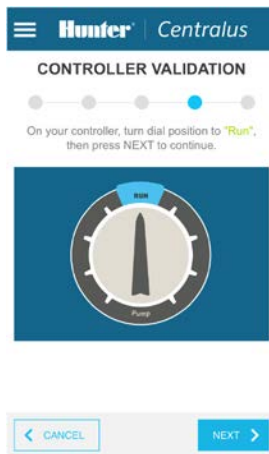 Hunter® | Centralus
CONTROLLER VALIDATION
On your controller, turn dial position to "Run",
then press NEXT to continue.
RUN
Pump
CANCEL
NEXT